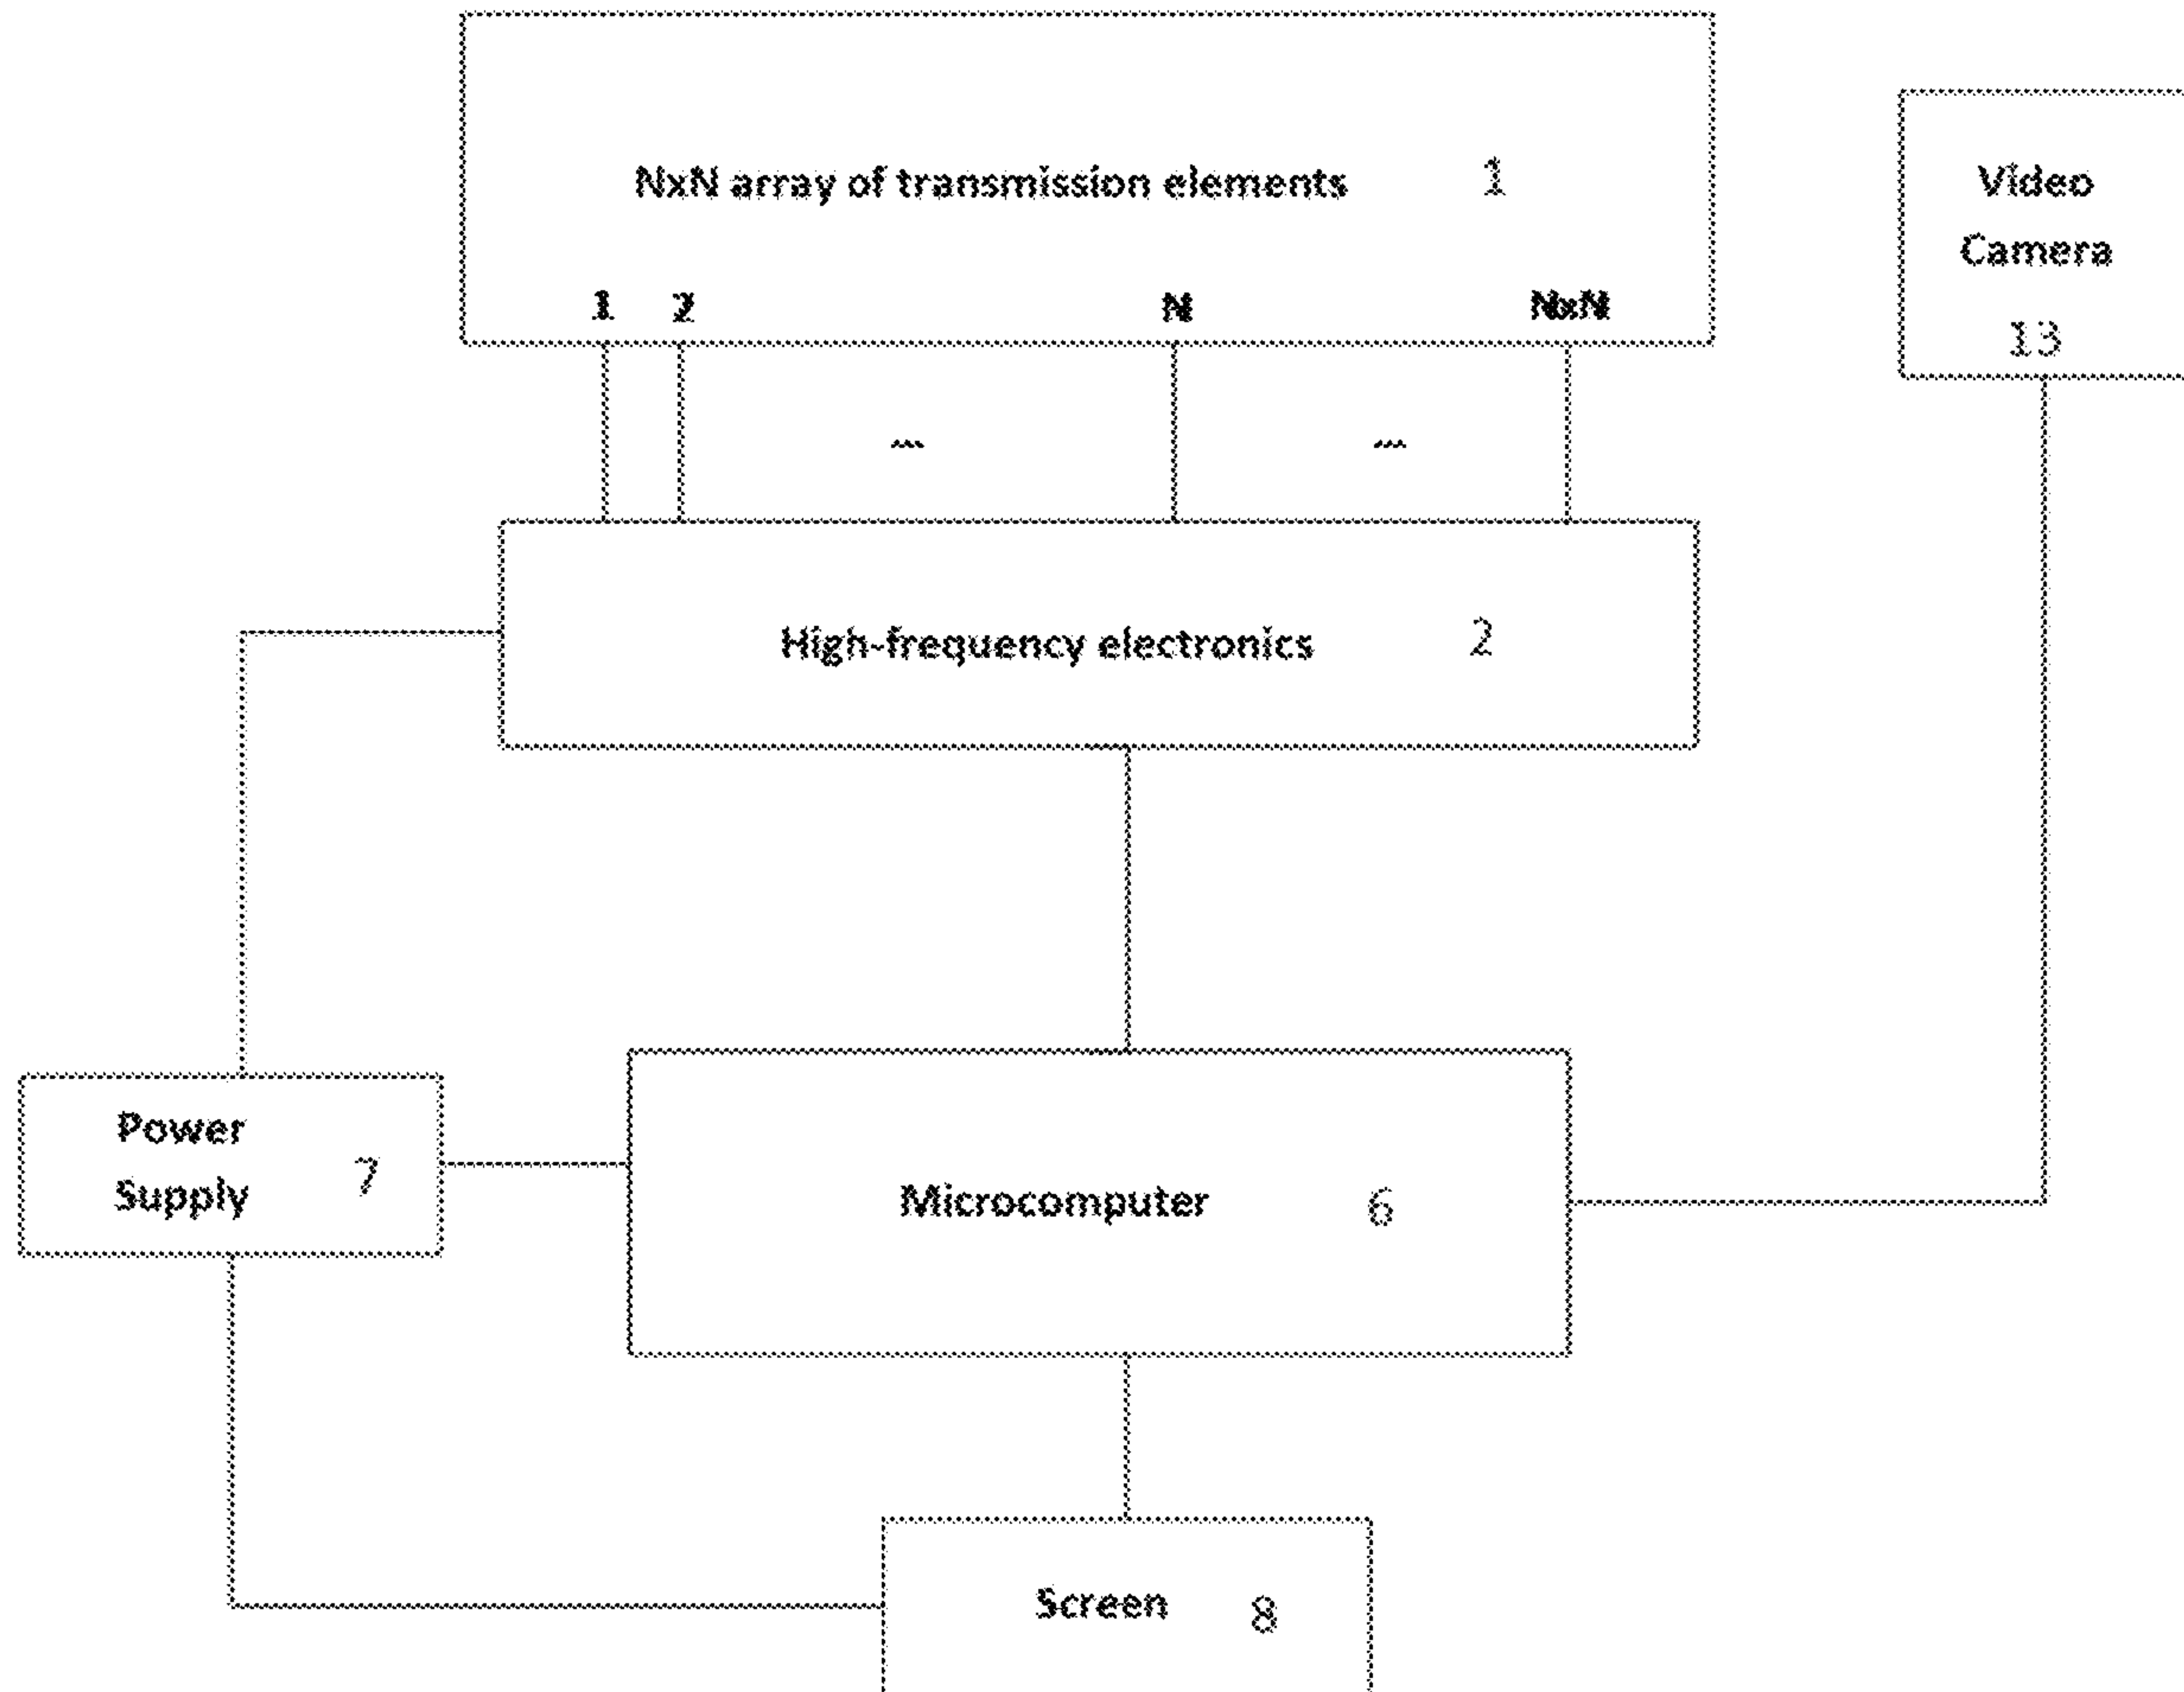 NxN array of transmission elements 1
1 2 N NxN
... ...
High-frequency electronics 2
Video
Camera
13
Power
Supply 7
Microcomputer 6
Screen 8